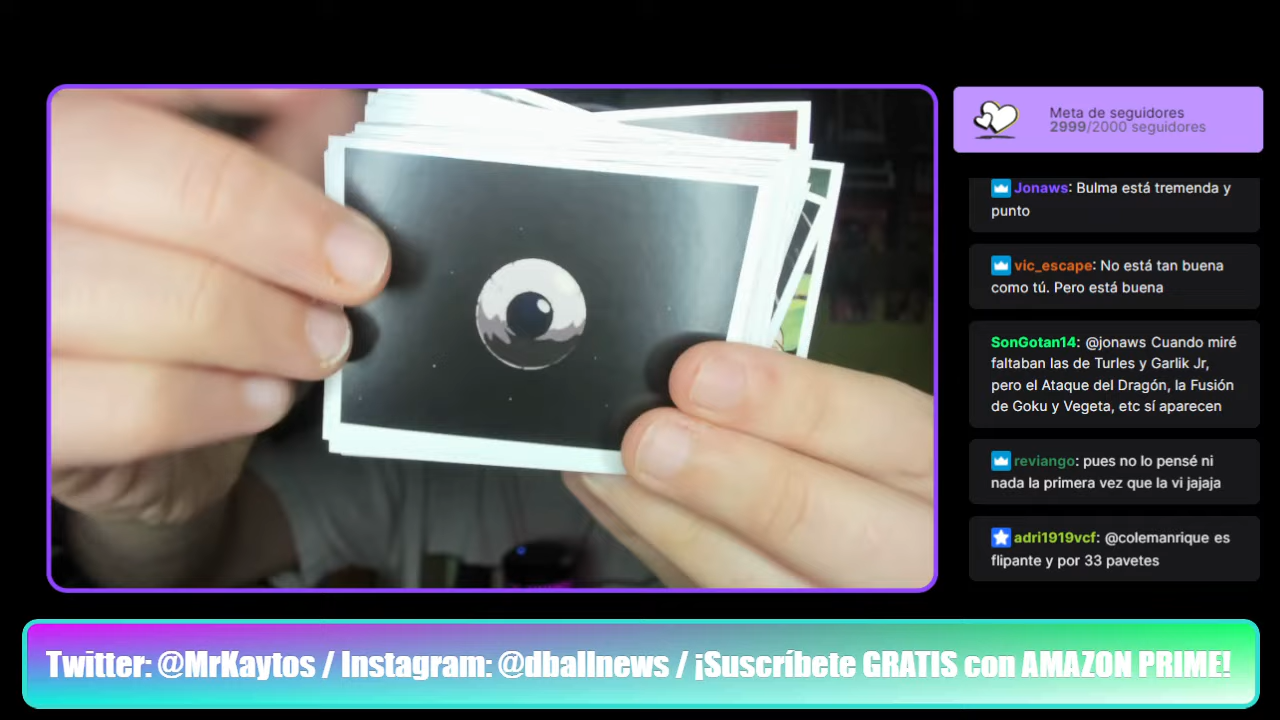 Meta de seguidores
2999/2000 seguidores
Jonaws: Bulma está tremenda y
punto
vic_escape: No está tan buena
como tú. Pero está buena
SonGotan14: @jonaws Cuando miré
faltaban las de Turles y Garlik Jr,
pero el Ataque del Dragón, la Fusión
de Goku y Vegeta, etc sí aparecen
reviango: pues no lo pensé ni
nada la primera vez que la vi jajaja
adri1919vcf: @colemanrique es
flipante y por 33 pavetes
Twitter: @MrKaytos / Instagram: @dballnews / ¡Suscríbete GRATIS con AMAZON PRIME!